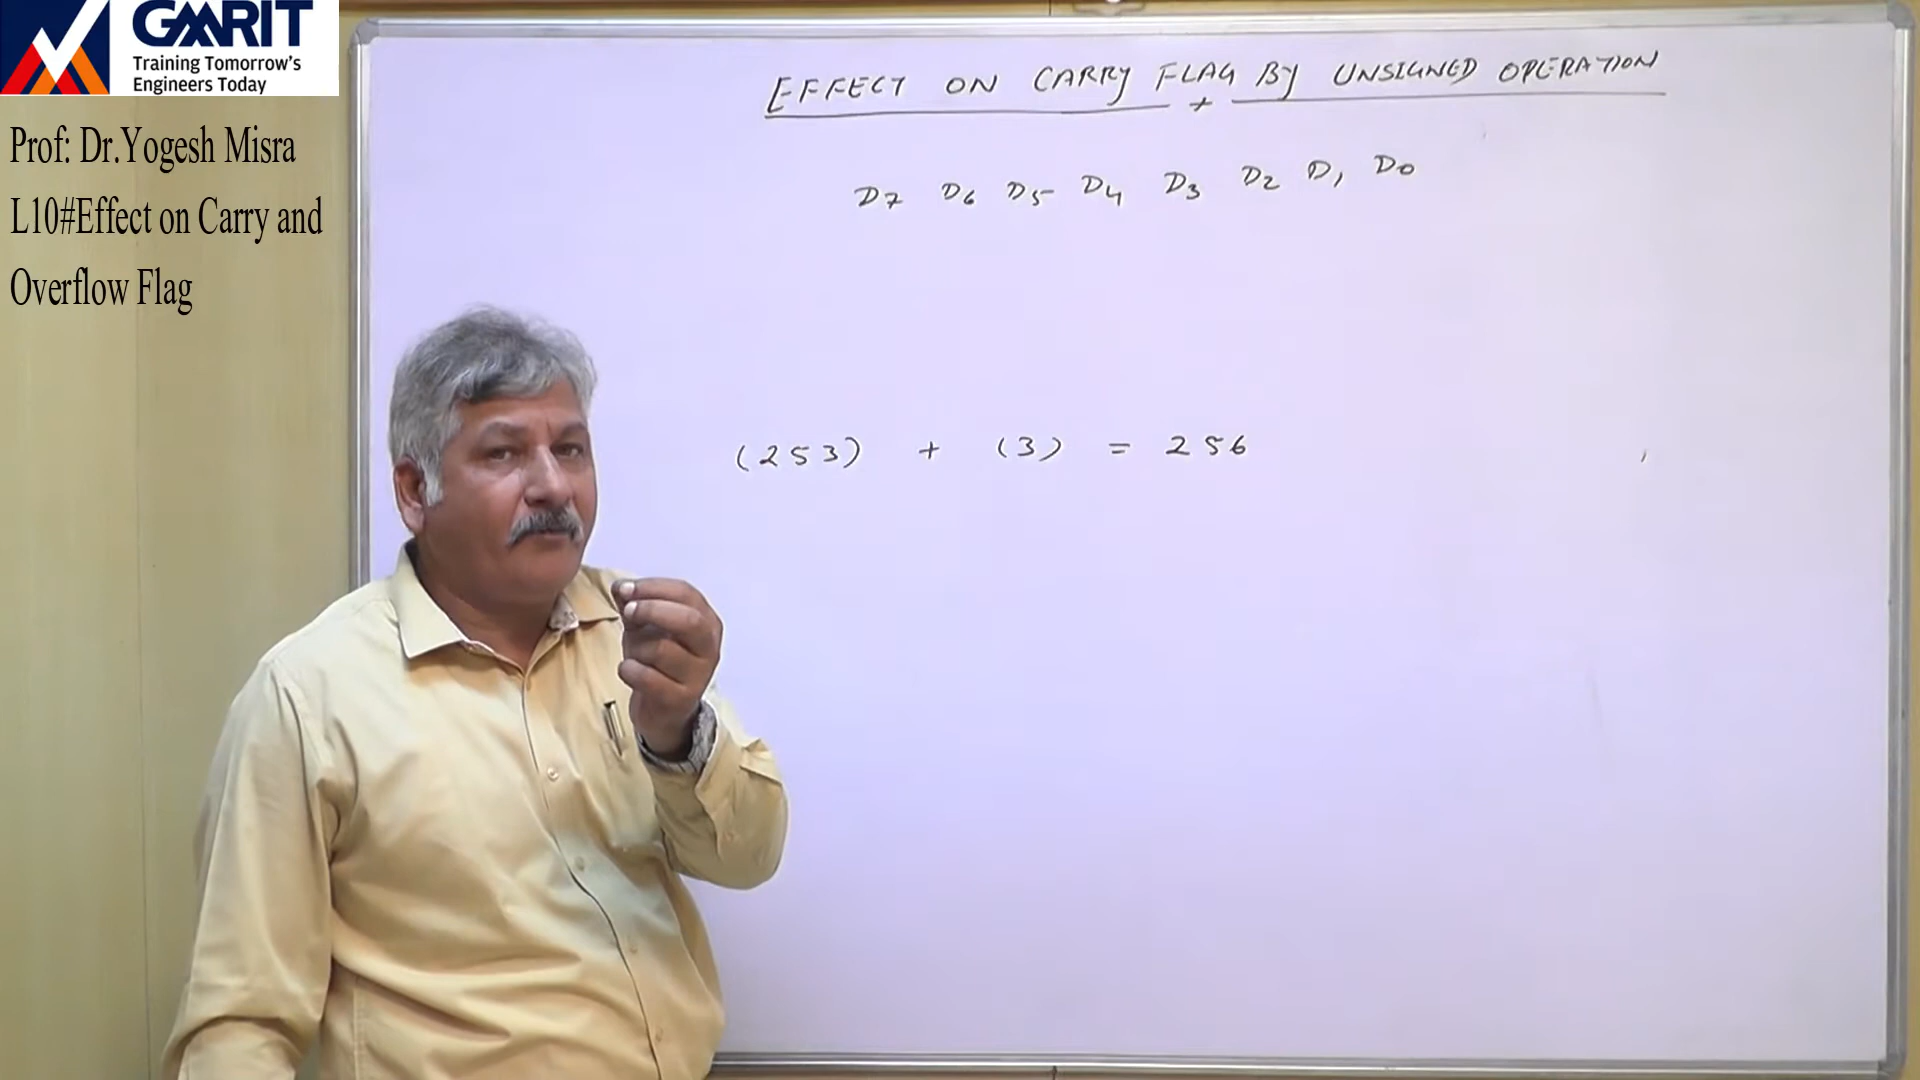 GMRIT
Training Tomorrow's
Engineers Today
Prof: Dr.Yogesh Misra
L10#Effect on Carry and
Overflow Flag
EFFECT ON CARRY FLAG BY UNSIGNED OPERATION
D7 D6 D5 D4 D3 D2 D1 D0
(253) + (3) = 256